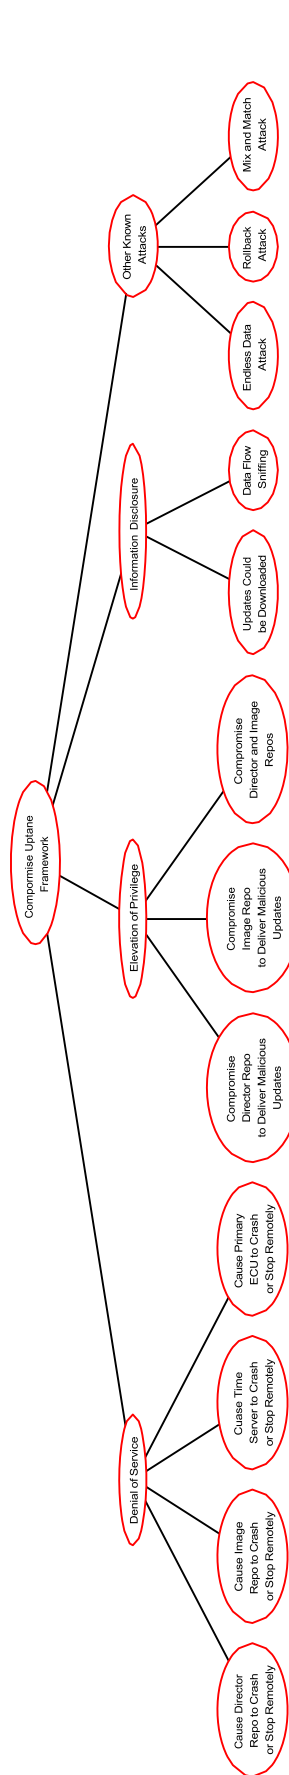 Compormise Uptane
Framework
Denial of Service
Elevation of Privilege
Information Disclosure
Other Known
Attacks
Cause Director
Repo to Crash
or Stop Remotely
Cause Image
Repo to Crash
or Stop Remotely
Cuase Time
Server to Crash
or Stop Remotely
Cause Primary
ECU to Crash
or Stop Remotely
Compromise
Director Repo
to Deliver Malicious
Updates
Compromise
Image Repo
to Deliver Malicious
Updates
Compromise
Director and Image
Repos
Updates Could
be Downloaded
Data Flow
Sniffing
Endless Data
Attack
Rollback
Attack
Mix and Match
Attack